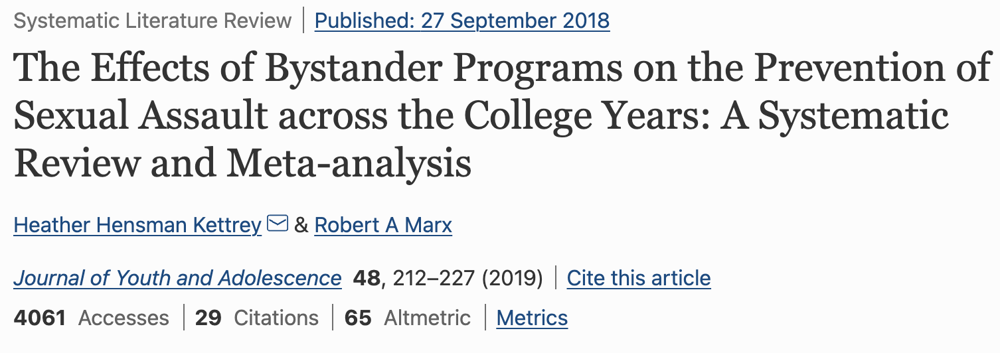 Systematic Literature Review | Published: 27 September 2018
The Effects of Bystander Programs on the Prevention of
Sexual Assault across the College Years: A Systematic
Review and Meta-analysis
Heather Hensman Kettrey & Robert A Marx
Journal of Youth and Adolescence 48, 212–227 (2019) | Cite this article
4061 Accesses | 29 Citations | 65 Altmetric | Metrics